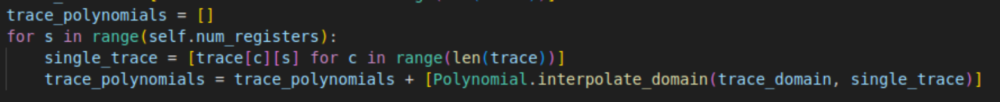 trace_polynomials = []
for s in range(self.num_registers):
    single_trace = [trace[c][s] for c in range(len(trace))]
    trace_polynomials = trace_polynomials + [Polynomial.interpolate_domain(trace_domain, single_trace)]